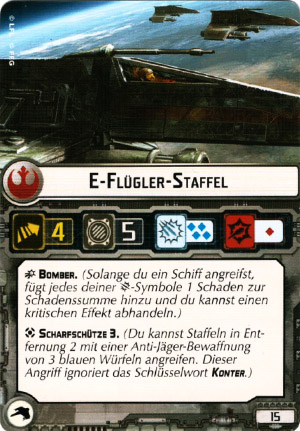 E-FLÜGLER-STAFFEL
4
5
BOMBER. (Solange du ein Schiff angreifst,
fügt jedes deiner -Symbole 1 Schaden zur
Schadenssumme hinzu und du kannst einen
kritischen Effekt abhandeln.)
SCHARFSCHÜTZE 3. (Du kannst Staffeln in Ent-
fernung 2 mit einer Anti-Jäger-Bewaffnung
von 3 blauen Würfeln angreifen. Dieser
Angriff ignoriert das Schlüsselwort KONTER.)
15